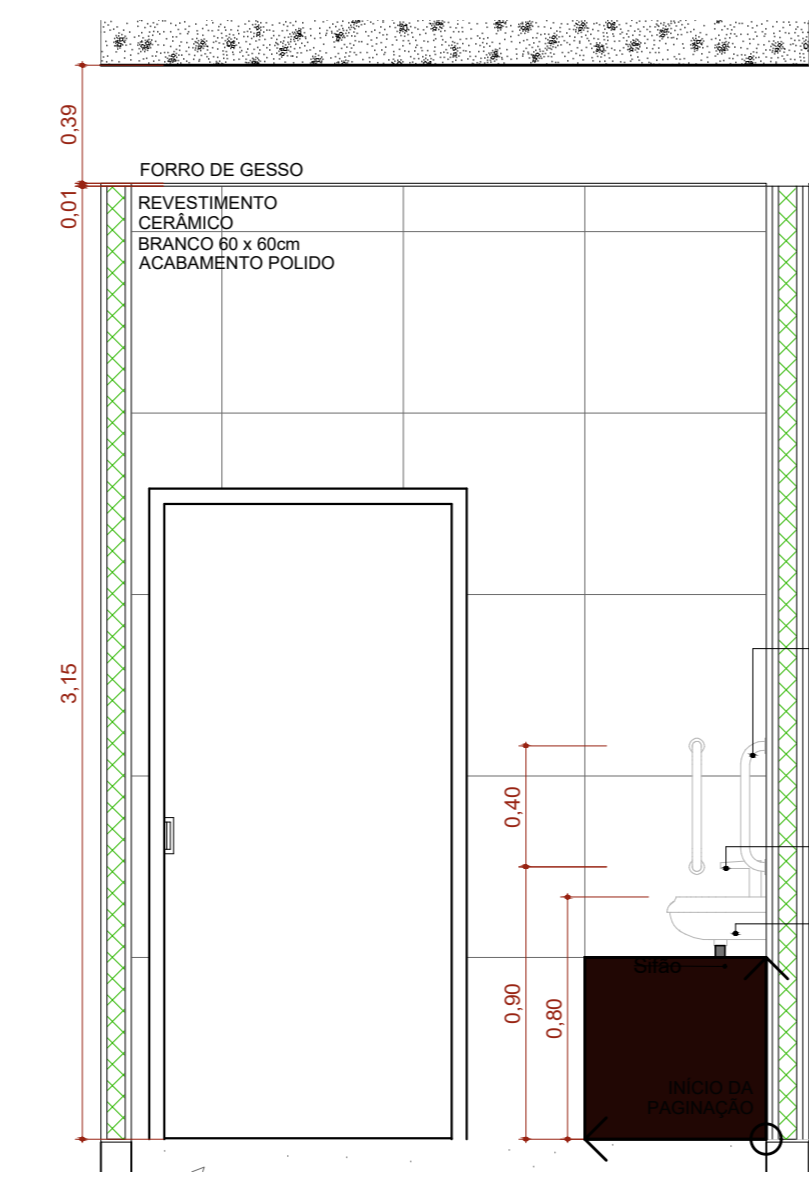 0,39
FORRO DE GESSO
0,01
REVESTIMENTO
CERÂMICO
BRANCO 60 x 60cm
ACABAMENTO POLIDO
3,15
0,40
0,90
0,80
Sifão
INÍCIO DA
PAGINAÇÃO